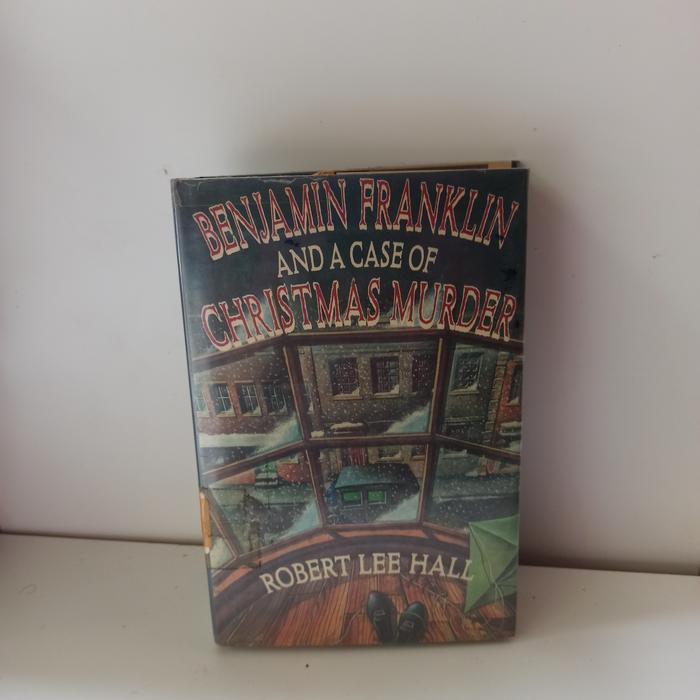 BENJAMIN FRANKLIN
AND A CASE OF
CHRISTMAS MURDER
ROBERT LEE HALL